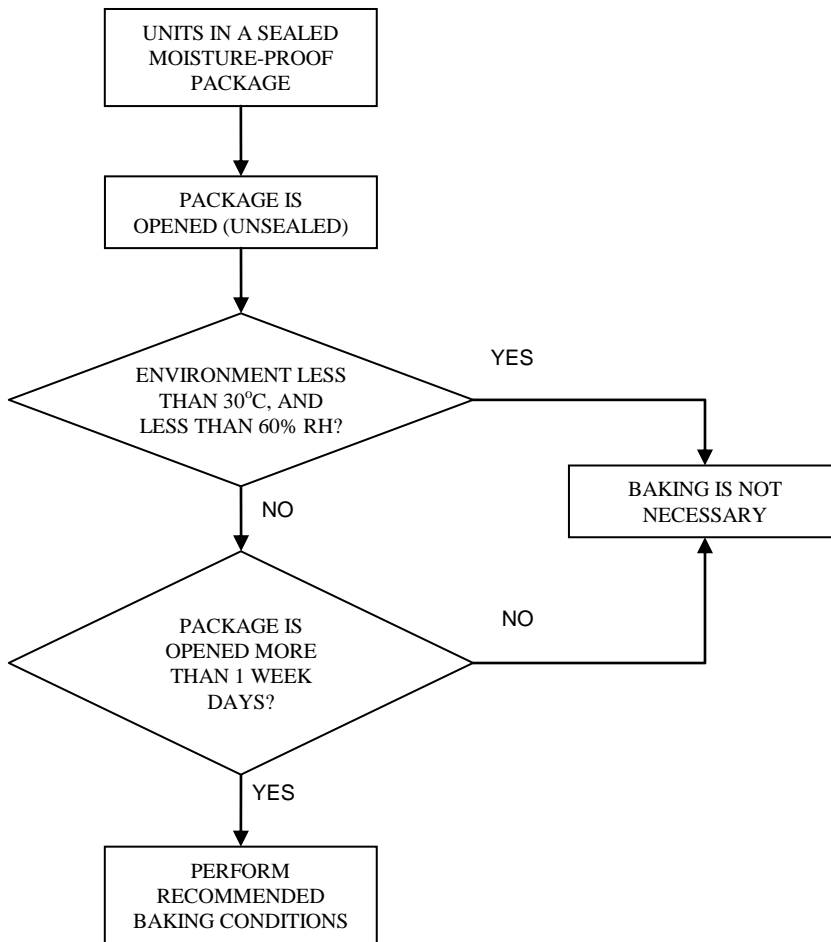 UNITS IN A SEALED
MOISTURE-PROOF
PACKAGE
PACKAGE IS
OPENED (UNSEALED)
ENVIRONMENT LESS
THAN 30°C, AND
LESS THAN 60% RH?
YES
BAKING IS NOT
NECESSARY
NO
PACKAGE IS
OPENED MORE
THAN 1 WEEK
DAYS?
NO
YES
PERFORM
RECOMMENDED
BAKING CONDITIONS